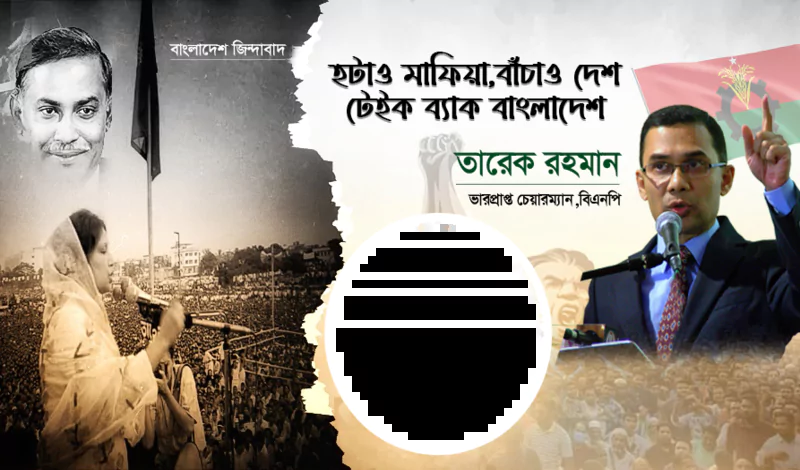 বাংলাদেশ জিন্দাবাদ
হটাও মাফিয়া,বাঁচাও দেশ
টেইক ব্যাক বাংলাদেশ
তারেক রহমান
ভারপ্রাপ্ত চেয়ারম্যান,বিএনপি